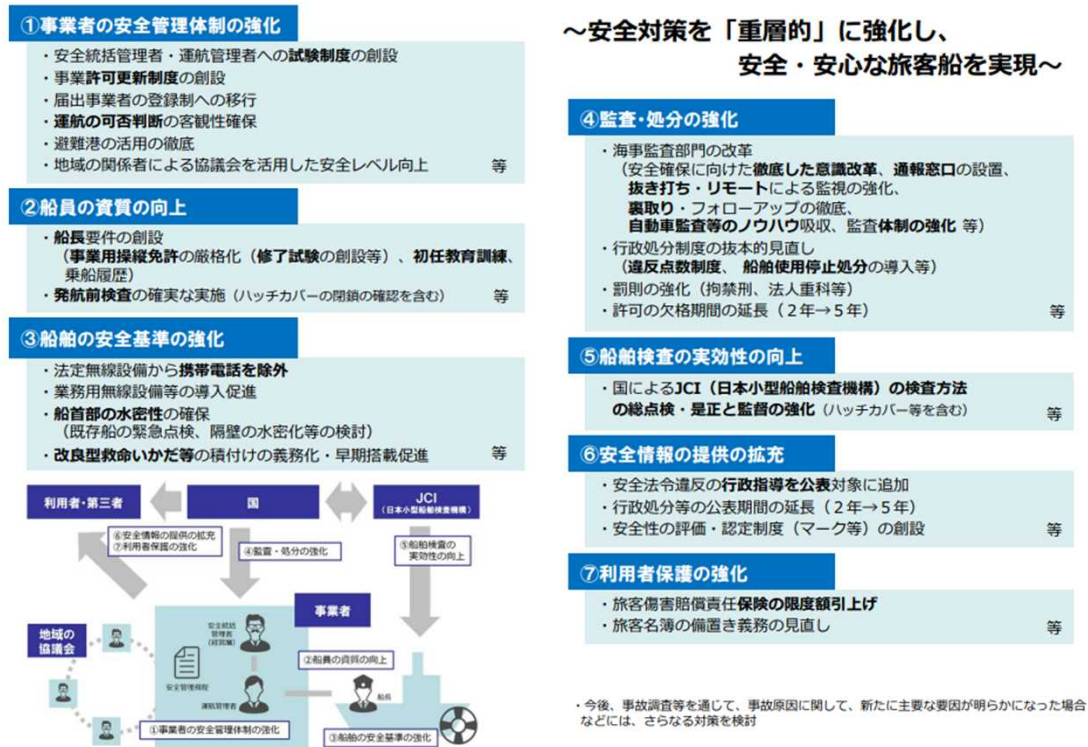 ①事業者の安全管理体制の強化
・安全統括管理者・運航管理者への試験制度の創設
・事業許可更新制度の創設
・届出事業者の登録制への移行
・運航の可否判断の客観性確保
・避難港の活用の徹底
・地域の関係者による協議会を活用した安全レベル向上 等
②船員の資質の向上
・船長要件の創設
（事業用操縦免許の厳格化（修了試験の創設等）、初任教育訓練、
乗船履歴）
・発航前検査の確実な実施（ハッチカバーの閉鎖の確認を含む） 等
③船舶の安全基準の強化
・法定無線設備から携帯電話を除外
・業務用無線設備等の導入促進
・船首部の水密性の確保
（既存船の緊急点検、隔壁の水密化等の検討）
・改良型救命いかだ等の積付けの義務化・早期搭載促進 等
利用者・第三者
国
JCI
（日本小型船舶検査機構）
⑥安全情報の提供の拡充
⑦利用者保護の強化
④監査・処分の強化
⑤船舶検査の
実効性の向上
事業者
地域の
協議会
安全統括
管理者
（経営層）
②船員の資質の向上
安全管理規程
運航管理者
船長
①事業者の安全管理体制の強化
③船舶の安全基準の強化
～安全対策を「重層的」に強化し、
安全・安心な旅客船を実現～
④監査・処分の強化
・海事監査部門の改革
（安全確保に向けた徹底した意識改革、通報窓口の設置、
抜き打ち・リモートによる監視の強化、
裏取り・フォローアップの徹底、
自動車監査等のノウハウ吸収、監査体制の強化 等）
・行政処分制度の抜本的見直し
（違反点数制度、船舶使用停止処分の導入等）
・罰則の強化（拘禁刑、法人重科等）
・許可の欠格期間の延長（２年→５年） 等
⑤船舶検査の実効性の向上
・国によるJCI（日本小型船舶検査機構）の検査方法
の総点検・是正と監督の強化（ハッチカバー等を含む） 等
⑥安全情報の提供の拡充
・安全法令違反の行政指導を公表対象に追加
・行政処分等の公表期間の延長（２年→５年）
・安全性の評価・認定制度（マーク等）の創設 等
⑦利用者保護の強化
・旅客傷害賠償責任保険の限度額引上げ
・旅客名簿の備置き義務の見直し 等
・今後、事故調査等を通じて、事故原因に関して、新たに主要な要因が明らかになった場合
などには、さらなる対策を検討